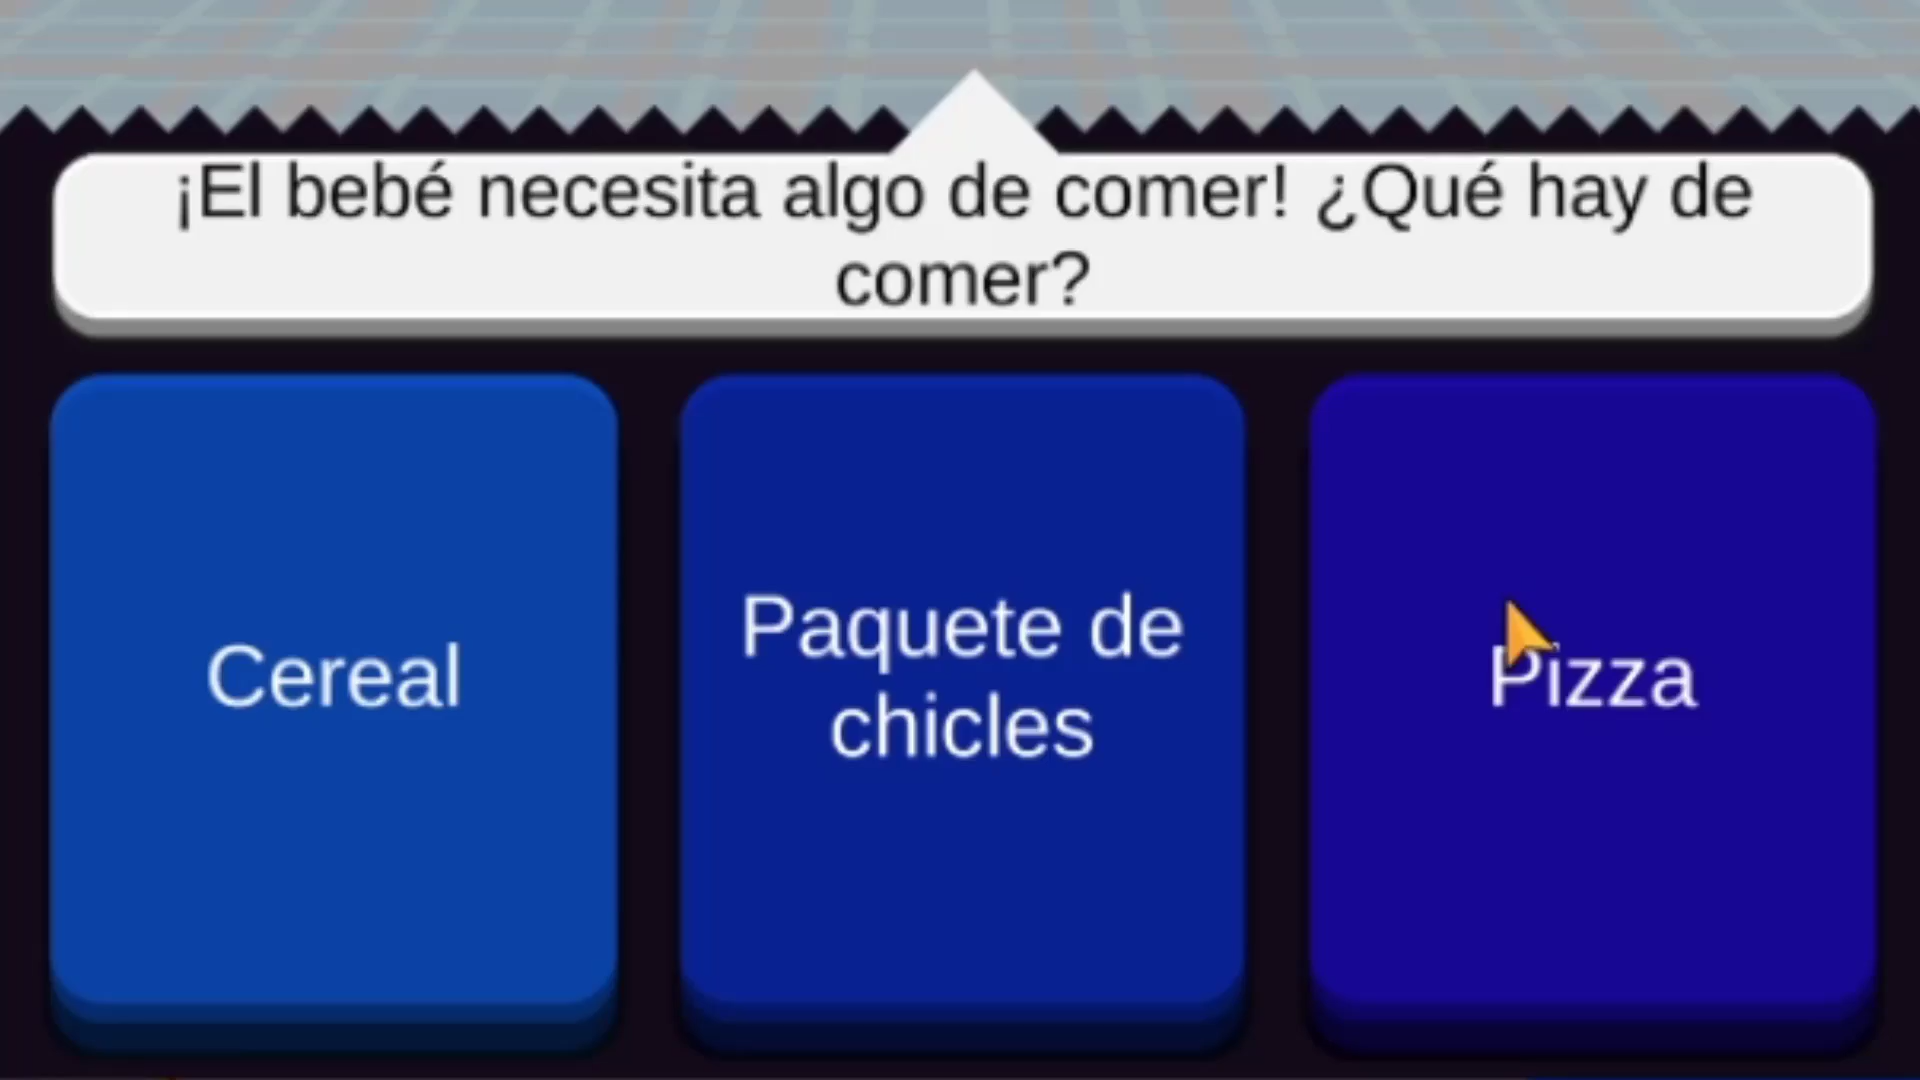 ¡El bebé necesita algo de comer! ¿Qué hay de
comer?
Cereal
Paquete de
chicles
Pizza